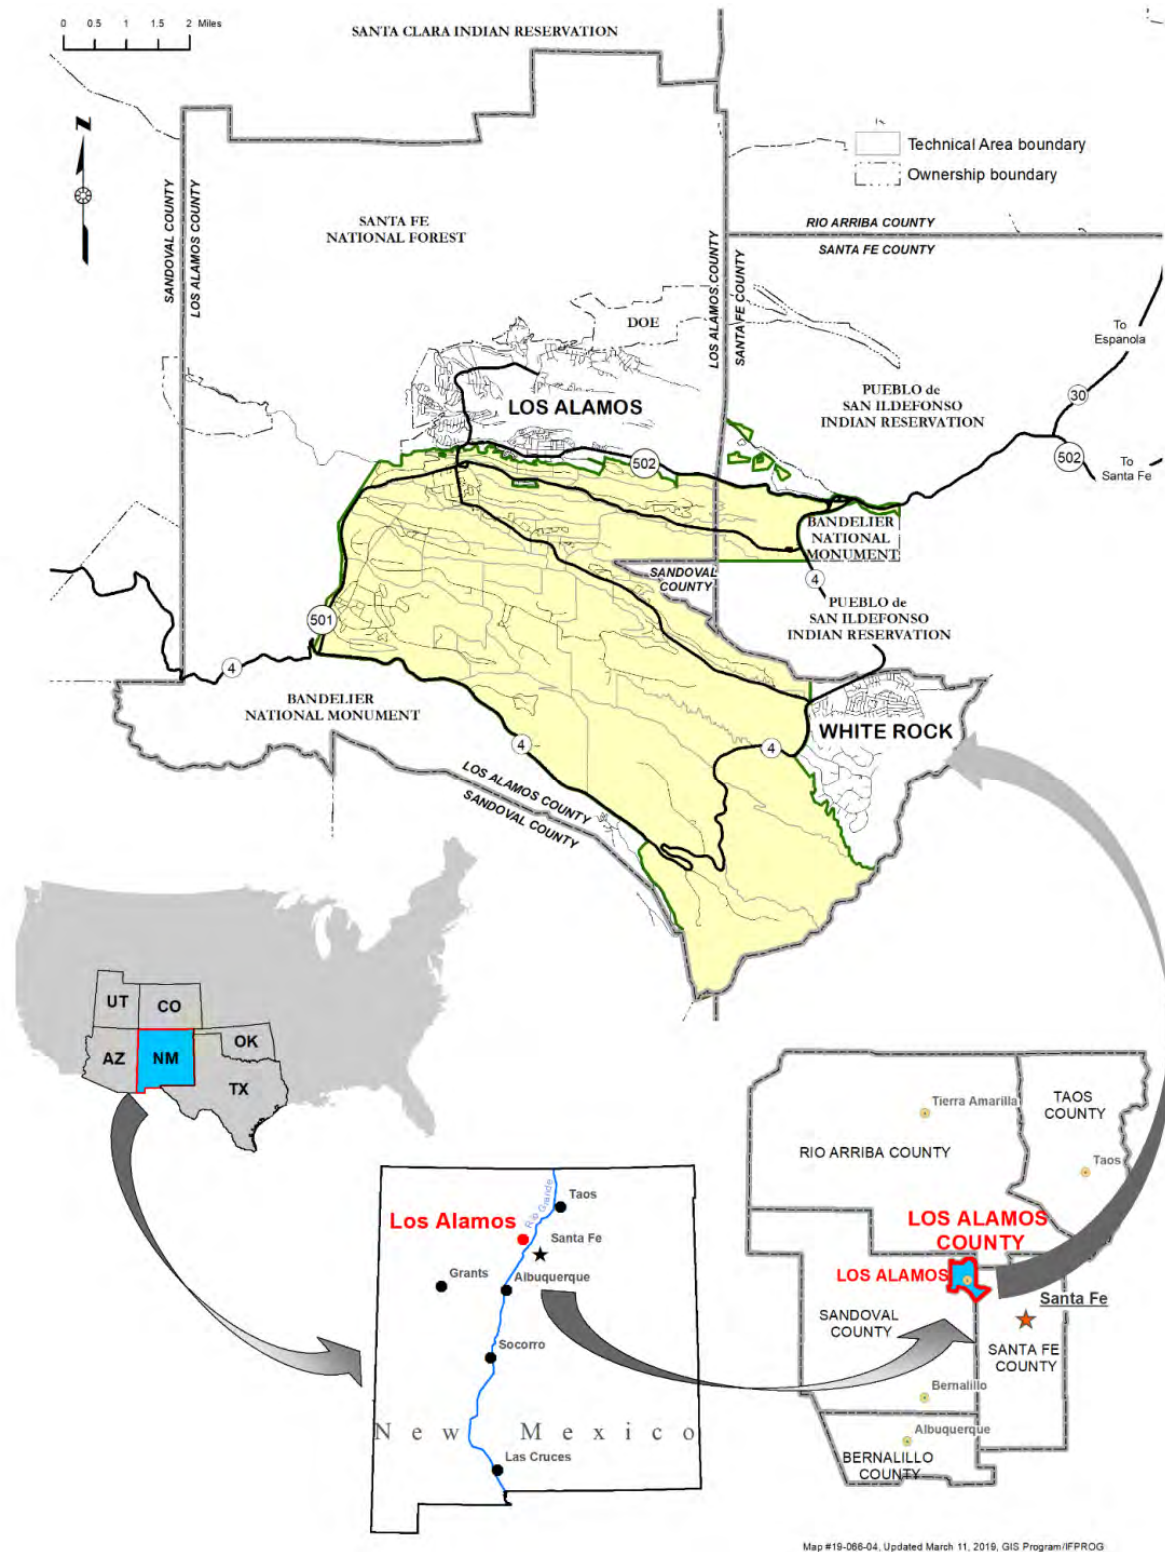 0 0.5 1 1.5 2 Miles
SANTA CLARA INDIAN RESERVATION
N
Technical Area boundary
Ownership boundary
SANDOVAL COUNTY
LOS ALAMOS COUNTY
SANTA FE
NATIONAL FOREST
RIO ARRIBA COUNTY
SANTA FE COUNTY
LOS ALAMOS COUNTY
SANTA FE COUNTY
DOE
To
Espanola
PUEBLO de
SAN ILDEFONSO
INDIAN RESERVATION
30
LOS ALAMOS
502
502
To
Santa Fe
BANDELIER
NATIONAL
MONUMENT
SANDOVAL
COUNTY
4
PUEBLO de
SAN ILDEFONSO
INDIAN RESERVATION
501
4
BANDELIER
NATIONAL MONUMENT
WHITE ROCK
4
4
LOS ALAMOS COUNTY
SANDOVAL COUNTY
UT
CO
AZ
NM
OK
TX
Tierra Amarilla
TAOS
COUNTY
RIO ARRIBA COUNTY
Taos
LOS ALAMOS
COUNTY
LOS ALAMOS
Santa Fe
SANDOVAL
COUNTY
SANTA FE
COUNTY
Bernalillo
Albuquerque
BERNALILLO
COUNTY
Rio Grande
Taos
Los Alamos
Santa Fe
Grants
Albuquerque
Socorro
New Mexico
Las Cruces
Map #19-066-04, Updated March 11, 2019, GIS Program/IFPROG